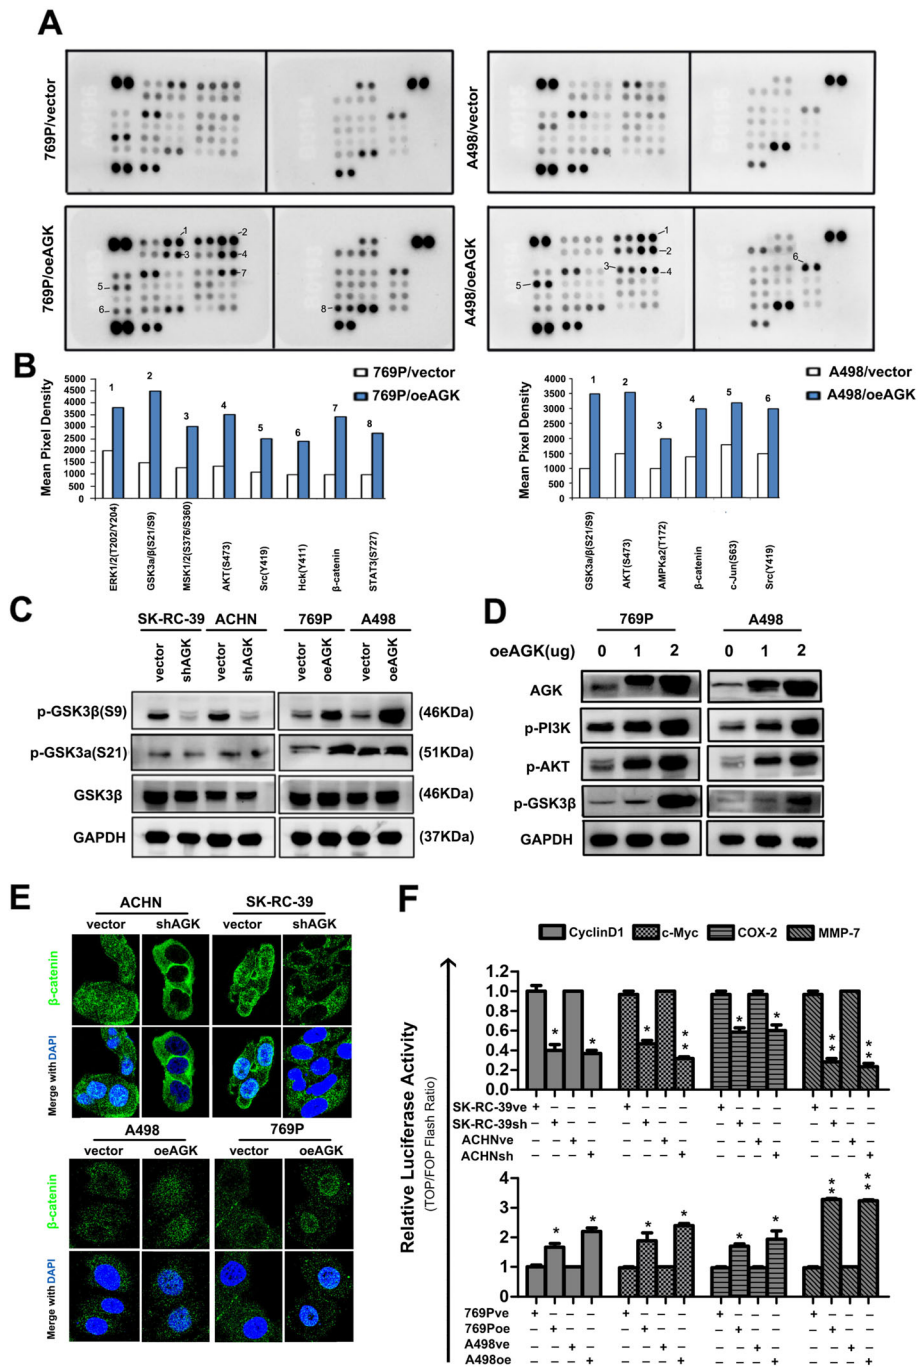 A
769P/vector
A498/vector
769P/oeAGK
1
2
3
4
5
6
7
8
A498/oeAGK
1
2
3
4
5
6
B
Mean Pixel Density
5000
4500
4000
3500
3000
2500
2000
1500
1000
500
0
769P/vector
769P/oeAGK
1 2 3 4 5 6 7 8
ERK1/2(T202/Y204)
GSK3a/β(S21/S9)
MSK1/2(S376/S360)
AKT(S473)
Src(Y419)
Hck(Y411)
β-catenin
STAT3(S727)
Mean Pixel Density
4000
3500
3000
2500
2000
1500
1000
500
0
A498/vector
A498/oeAGK
1 2 3 4 5 6
GSK3a/β(S21/S9)
AKT(S473)
AMPKa2(T172)
β-catenin
c-Jun(S63)
Src(Y419)
C
SK-RC-39 ACHN 769P A498
vector shAGK vector shAGK vector oeAGK vector oeAGK
p-GSK3β(S9) (46KDa)
p-GSK3a(S21) (51KDa)
GSK3β (46KDa)
GAPDH (37KDa)
D
769P A498
oeAGK(ug) 0 1 2 0 1 2
AGK
p-PI3K
p-AKT
p-GSK3β
GAPDH
E
ACHN SK-RC-39
vector shAGK vector shAGK
β-catenin
Merge with DAPI
A498 769P
vector oeAGK vector oeAGK
β-catenin
Merge with DAPI
F
CyclinD1 c-Myc COX-2 MMP-7
Relative Luciferase Activity
(TOP/FOP Flash Ratio)
1.2
1.0
0.8
0.6
0.4
0.2
0.0
* * * ** * * ** **
SK-RC-39ve + − − − + − − − + − − − + − − −
SK-RC-39sh − + − − − + − − − + − − − + − −
ACHNve − − + − − − + − − − + − − − + −
ACHNsh − − − + − − − + − − − + − − − +
4
3
2
1
0
* * * * * * ** **
769Pve + − − − + − − − + − − − + − − −
769Poe − + − − − + − − − + − − − + − −
A498ve − − + − − − + − − − + − − − + −
A498oe − − − + − − − + − − − + − − − +